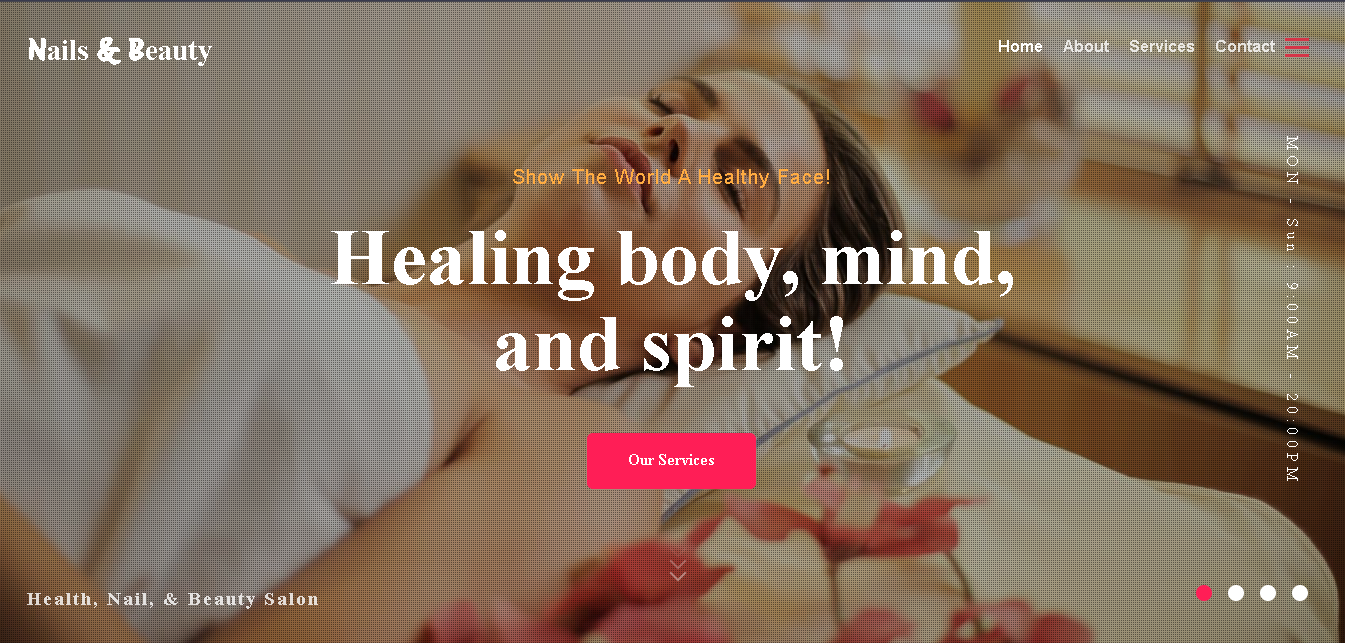 Nails & Beauty
Home About Services Contact
Show The World A Healthy Face!
Healing body, mind,
and spirit!
Our Services
MON - Sun : 9:00AM - 20:00PM
Health, Nail, & Beauty Salon